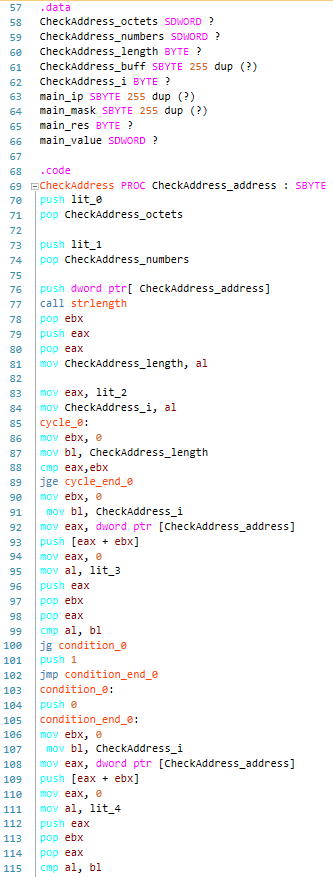 57 .data
58 CheckAddress_octets SDWORD ?
59 CheckAddress_numbers SDWORD ?
60 CheckAddress_length BYTE ?
61 CheckAddress_buff SBYTE 255 dup (?)
62 CheckAddress_i BYTE ?
63 main_ip SBYTE 255 dup (?)
64 main_mask SBYTE 255 dup (?)
65 main_res BYTE ?
66 main_value SDWORD ?
67
68 .code
69 CheckAddress PROC CheckAddress_address : SBYTE
70 push lit_0
71 pop CheckAddress_octets
72
73 push lit_1
74 pop CheckAddress_numbers
75
76 push dword ptr[ CheckAddress_address]
77 call strlength
78 pop ebx
79 push eax
80 pop eax
81 mov CheckAddress_length, al
82
83 mov eax, lit_2
84 mov CheckAddress_i, al
85 cycle_0:
86 mov ebx, 0
87 mov bl, CheckAddress_length
88 cmp eax,ebx
89 jge cycle_end_0
90 mov ebx, 0
91  mov bl, CheckAddress_i
92 mov eax, dword ptr [CheckAddress_address]
93 push [eax + ebx]
94 mov eax, 0
95 mov al, lit_3
96 push eax
97 pop ebx
98 pop eax
99 cmp al, bl
100 jg condition_0
101 push 1
102 jmp condition_end_0
103 condition_0:
104 push 0
105 condition_end_0:
106 mov ebx, 0
107  mov bl, CheckAddress_i
108 mov eax, dword ptr [CheckAddress_address]
109 push [eax + ebx]
110 mov eax, 0
111 mov al, lit_4
112 push eax
113 pop ebx
114 pop eax
115 cmp al, bl